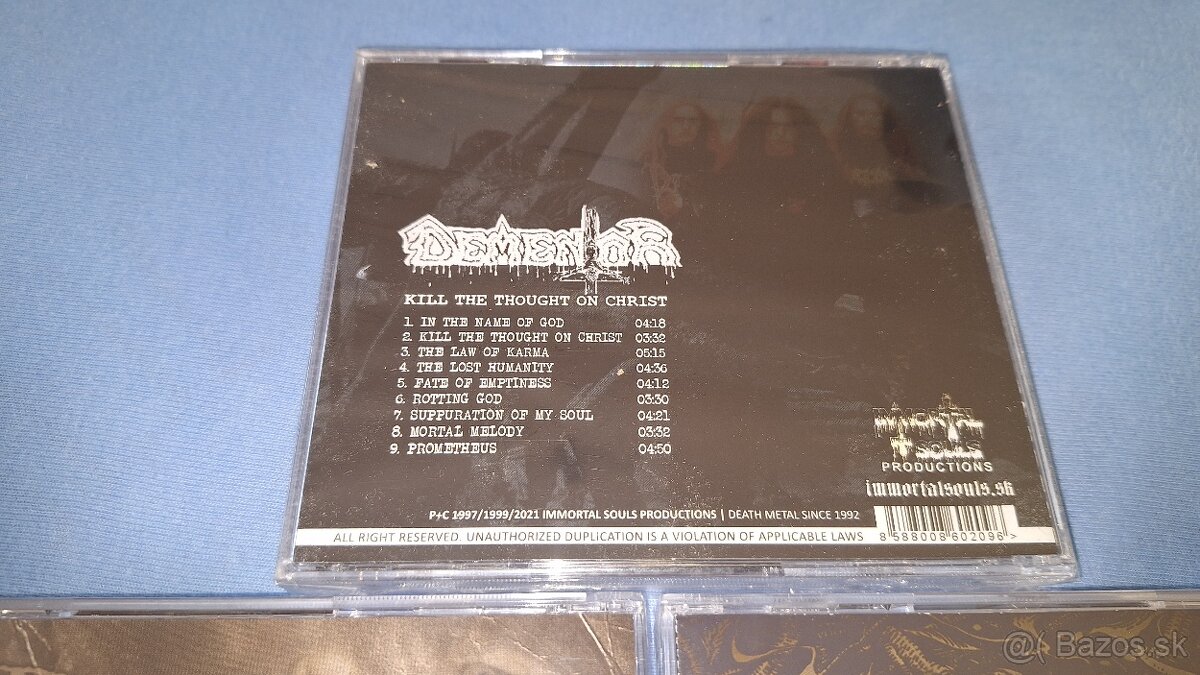 DEMENTOR
KILL THE THOUGHT ON CHRIST
1. IN THE NAME OF GOD 04:18
2. KILL THE THOUGHT ON CHRIST 03:32
3. THE LAW OF KARMA 05:15
4. THE LOST HUMANITY 04:36
5. FATE OF EMPTINESS 04:12
6. ROTTING GOD 03:30
7. SUPPURATION OF MY SOUL 04:21
8. MORTAL MELODY 03:32
9. PROMETHEUS 04:50
IMMORTAL
SOULS
PRODUCTIONS
immortalsouls.sk
P+C 1997/1999/2021 IMMORTAL SOULS PRODUCTIONS | DEATH METAL SINCE 1992
ALL RIGHT RESERVED. UNAUTHORIZED DUPLICATION IS A VIOLATION OF APPLICABLE LAWS
8 588008 602096 >
Bazos.sk